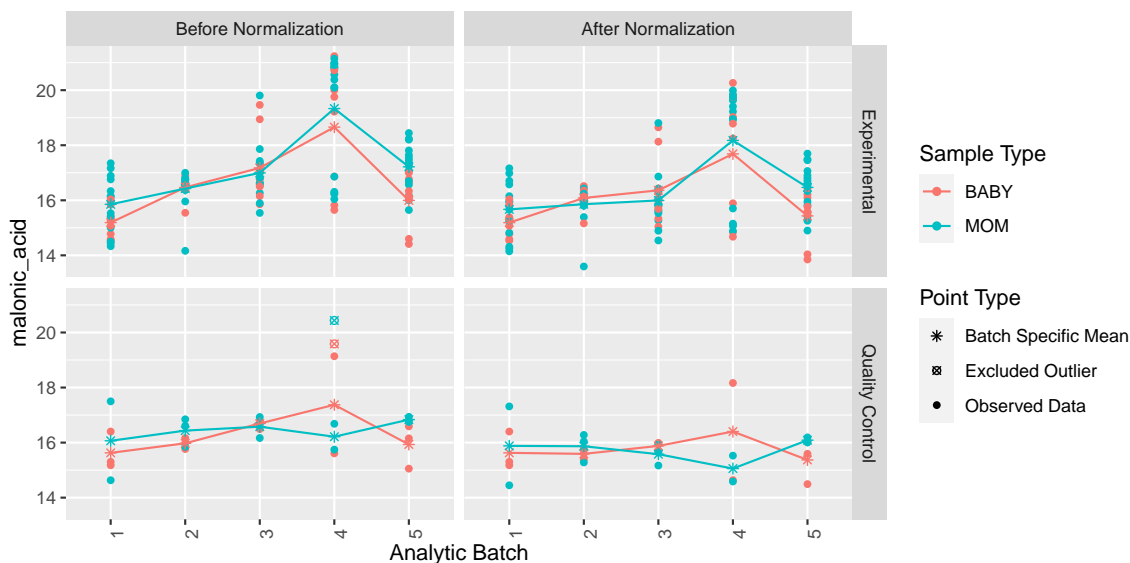 Before Normalization
After Normalization
Experimental
Quality Control
malonic_acid
20
18
16
14
20
18
16
14
1
2
3
4
5
1
2
3
4
5
Analytic Batch
Sample Type
BABY
MOM
Point Type
Batch Specific Mean
Excluded Outlier
Observed Data